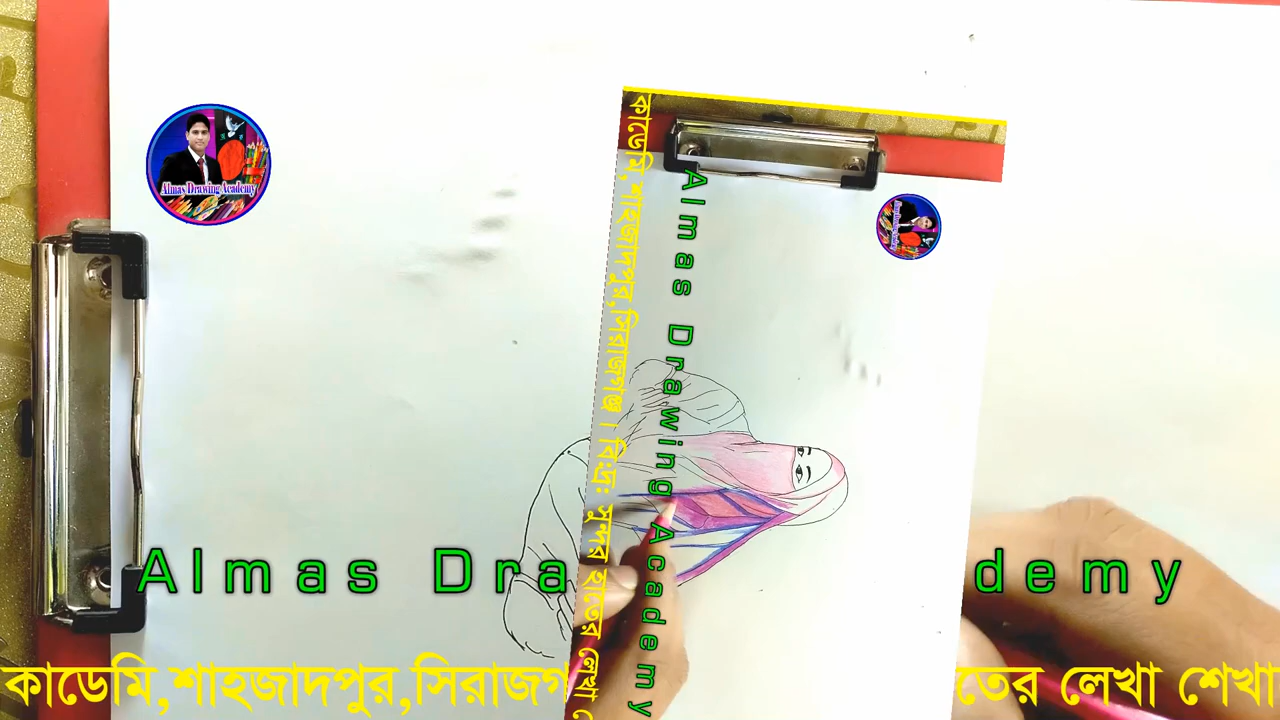 Almas Drawing Academy
Almas Drawing Academy
কাডেমি,শাহজাদপুর,সিরাজগঞ্জ । বি:দ্র: সুন্দর হাতের লেখা
Almas Dra
demy
কাডেমি,শাহজাদপুর,সিরাজগ
তের লেখা শেখা